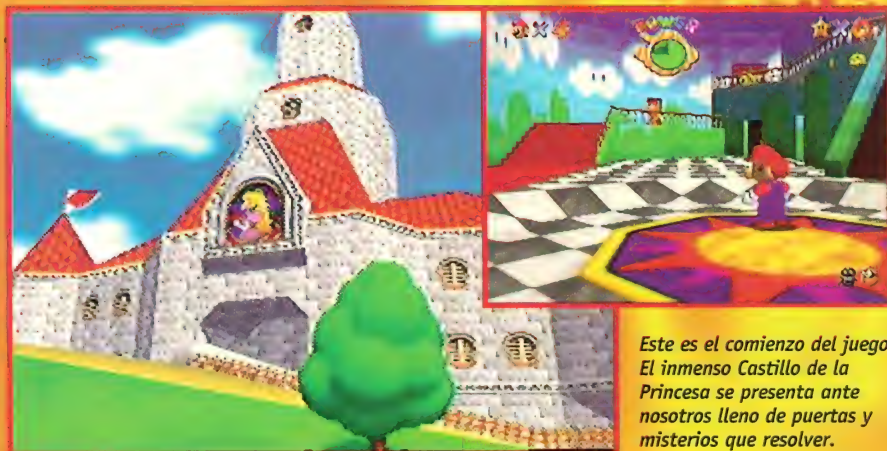 POWER
Este es el comienzo del juego
El inmenso Castillo de la
Princesa se presenta ante
nosotros lleno de puertas y
misterios que resolver.